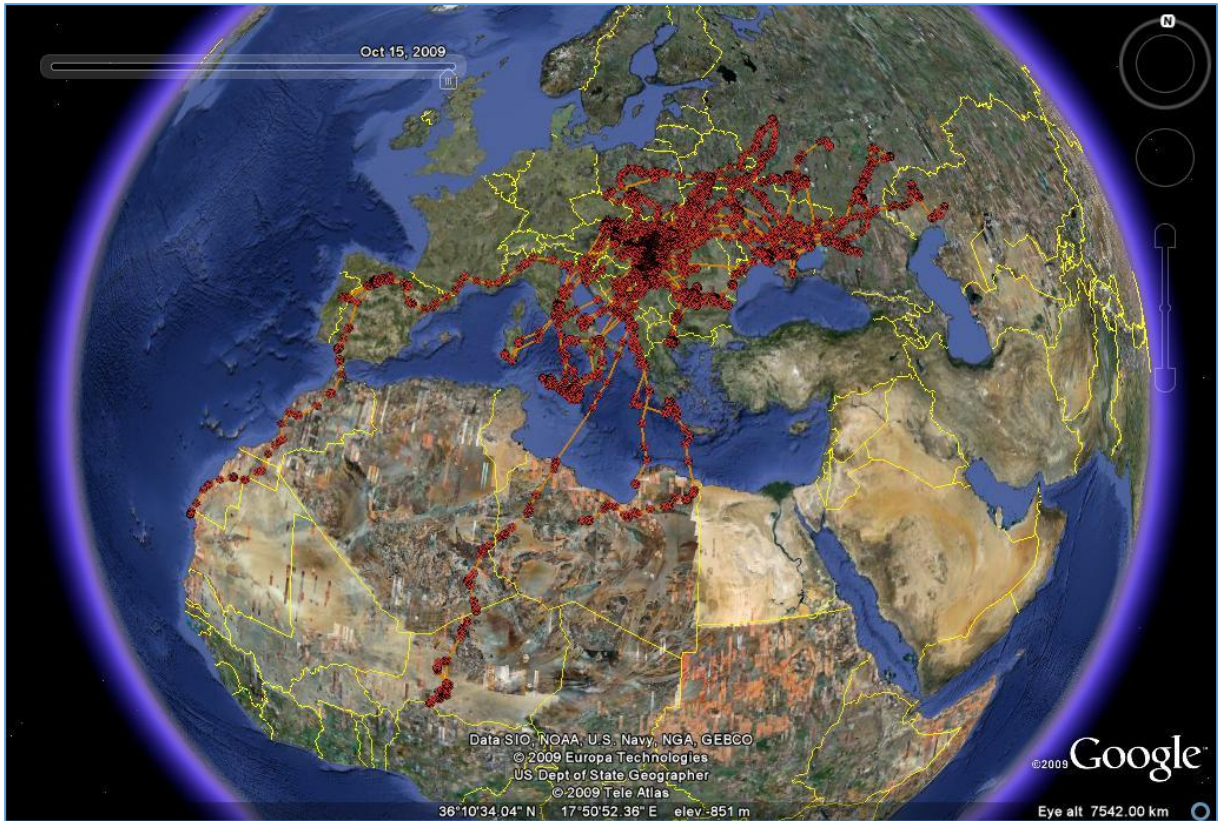 Oct 15, 2009
N
Data SIO, NOAA, U.S. Navy, NGA, GEBCO
© 2009 Europa Technologies
US Dept of State Geographer
© 2009 Tele Atlas
©2009 Google™
36°10'34.04" N 17°50'52.36" E elev -851 m
Eye alt 7542.00 km